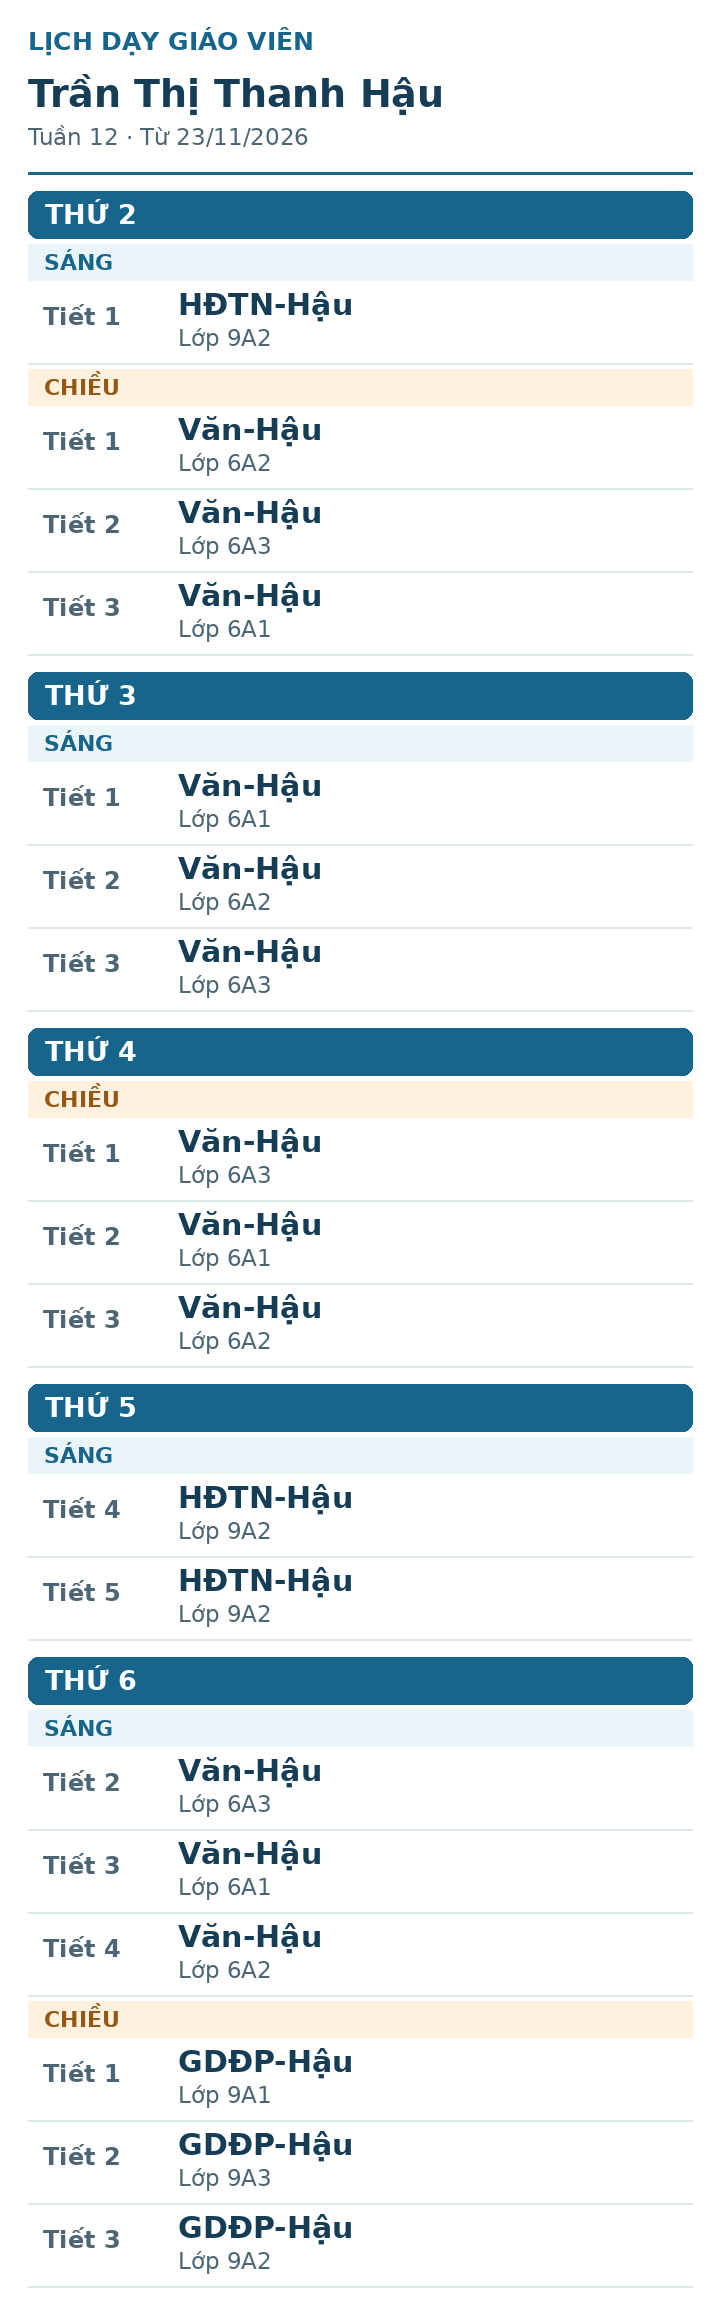 LỊCH DẠY GIÁO VIÊN
Trần Thị Thanh Hậu
Tuần 12 · Từ 23/11/2026
THỨ 2
SÁNG
Tiết 1 HĐTN-Hậu
Lớp 9A2
CHIỀU
Tiết 1 Văn-Hậu
Lớp 6A2
Tiết 2 Văn-Hậu
Lớp 6A3
Tiết 3 Văn-Hậu
Lớp 6A1
THỨ 3
SÁNG
Tiết 1 Văn-Hậu
Lớp 6A1
Tiết 2 Văn-Hậu
Lớp 6A2
Tiết 3 Văn-Hậu
Lớp 6A3
THỨ 4
CHIỀU
Tiết 1 Văn-Hậu
Lớp 6A3
Tiết 2 Văn-Hậu
Lớp 6A1
Tiết 3 Văn-Hậu
Lớp 6A2
THỨ 5
SÁNG
Tiết 4 HĐTN-Hậu
Lớp 9A2
Tiết 5 HĐTN-Hậu
Lớp 9A2
THỨ 6
SÁNG
Tiết 2 Văn-Hậu
Lớp 6A3
Tiết 3 Văn-Hậu
Lớp 6A1
Tiết 4 Văn-Hậu
Lớp 6A2
CHIỀU
Tiết 1 GDĐP-Hậu
Lớp 9A1
Tiết 2 GDĐP-Hậu
Lớp 9A3
Tiết 3 GDĐP-Hậu
Lớp 9A2